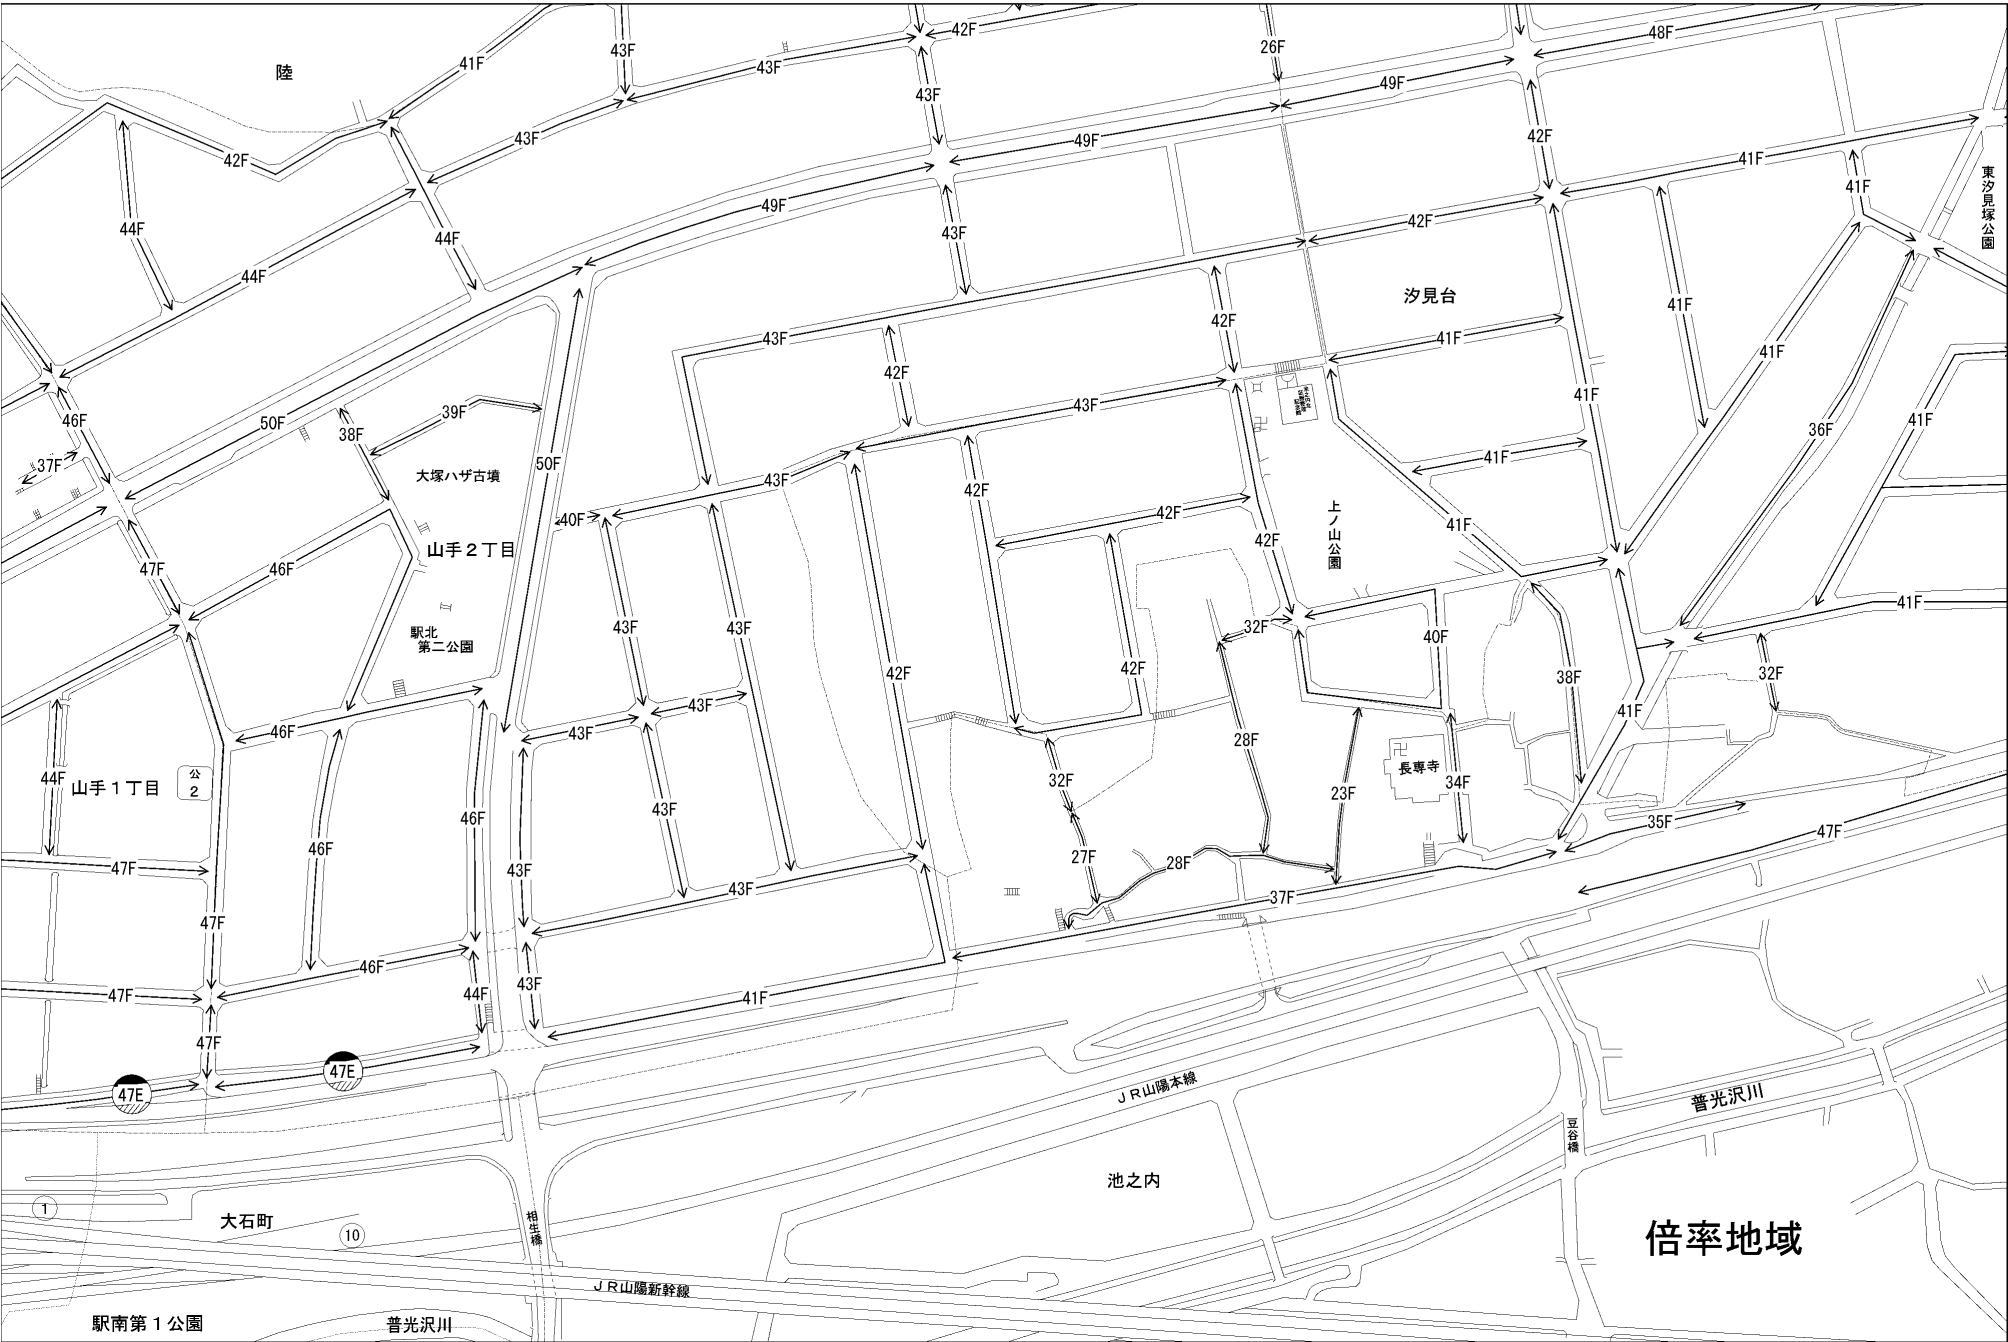 42F
43F
41F
26F
48F
陸
43F
49F
43F
43F
49F
42F
42F
41F
東汐見塚公園
41F
44F
44F
49F
43F
42F
44F
汐見台
41F
42F
43F
41F
41F
42F
41F
39F
43F
41F
46F
50F
38F
36F
41F
37F
50F
大塚ハザ古墳
43F
42F
41F
40F
42F
41F
上ノ山公園
42F
山手2丁目
47F
46F
41F
駅北
第二公園
43F
43F
32F
40F
42F
42F
38F
32F
46F
43F
43F
28F
41F
公
2
44F
山手1丁目
32F
長専寺
34F
23F
43F
46F
46F
35F
47F
27F
28F
47F
43F
43F
37F
47F
46F
47F
44F
43F
41F
47F
47E
47E
JR山陽本線
普光沢川
豆谷橋
池之内
1
大石町
相生橋
10
倍率地域
JR山陽新幹線
駅南第1公園
普光沢川